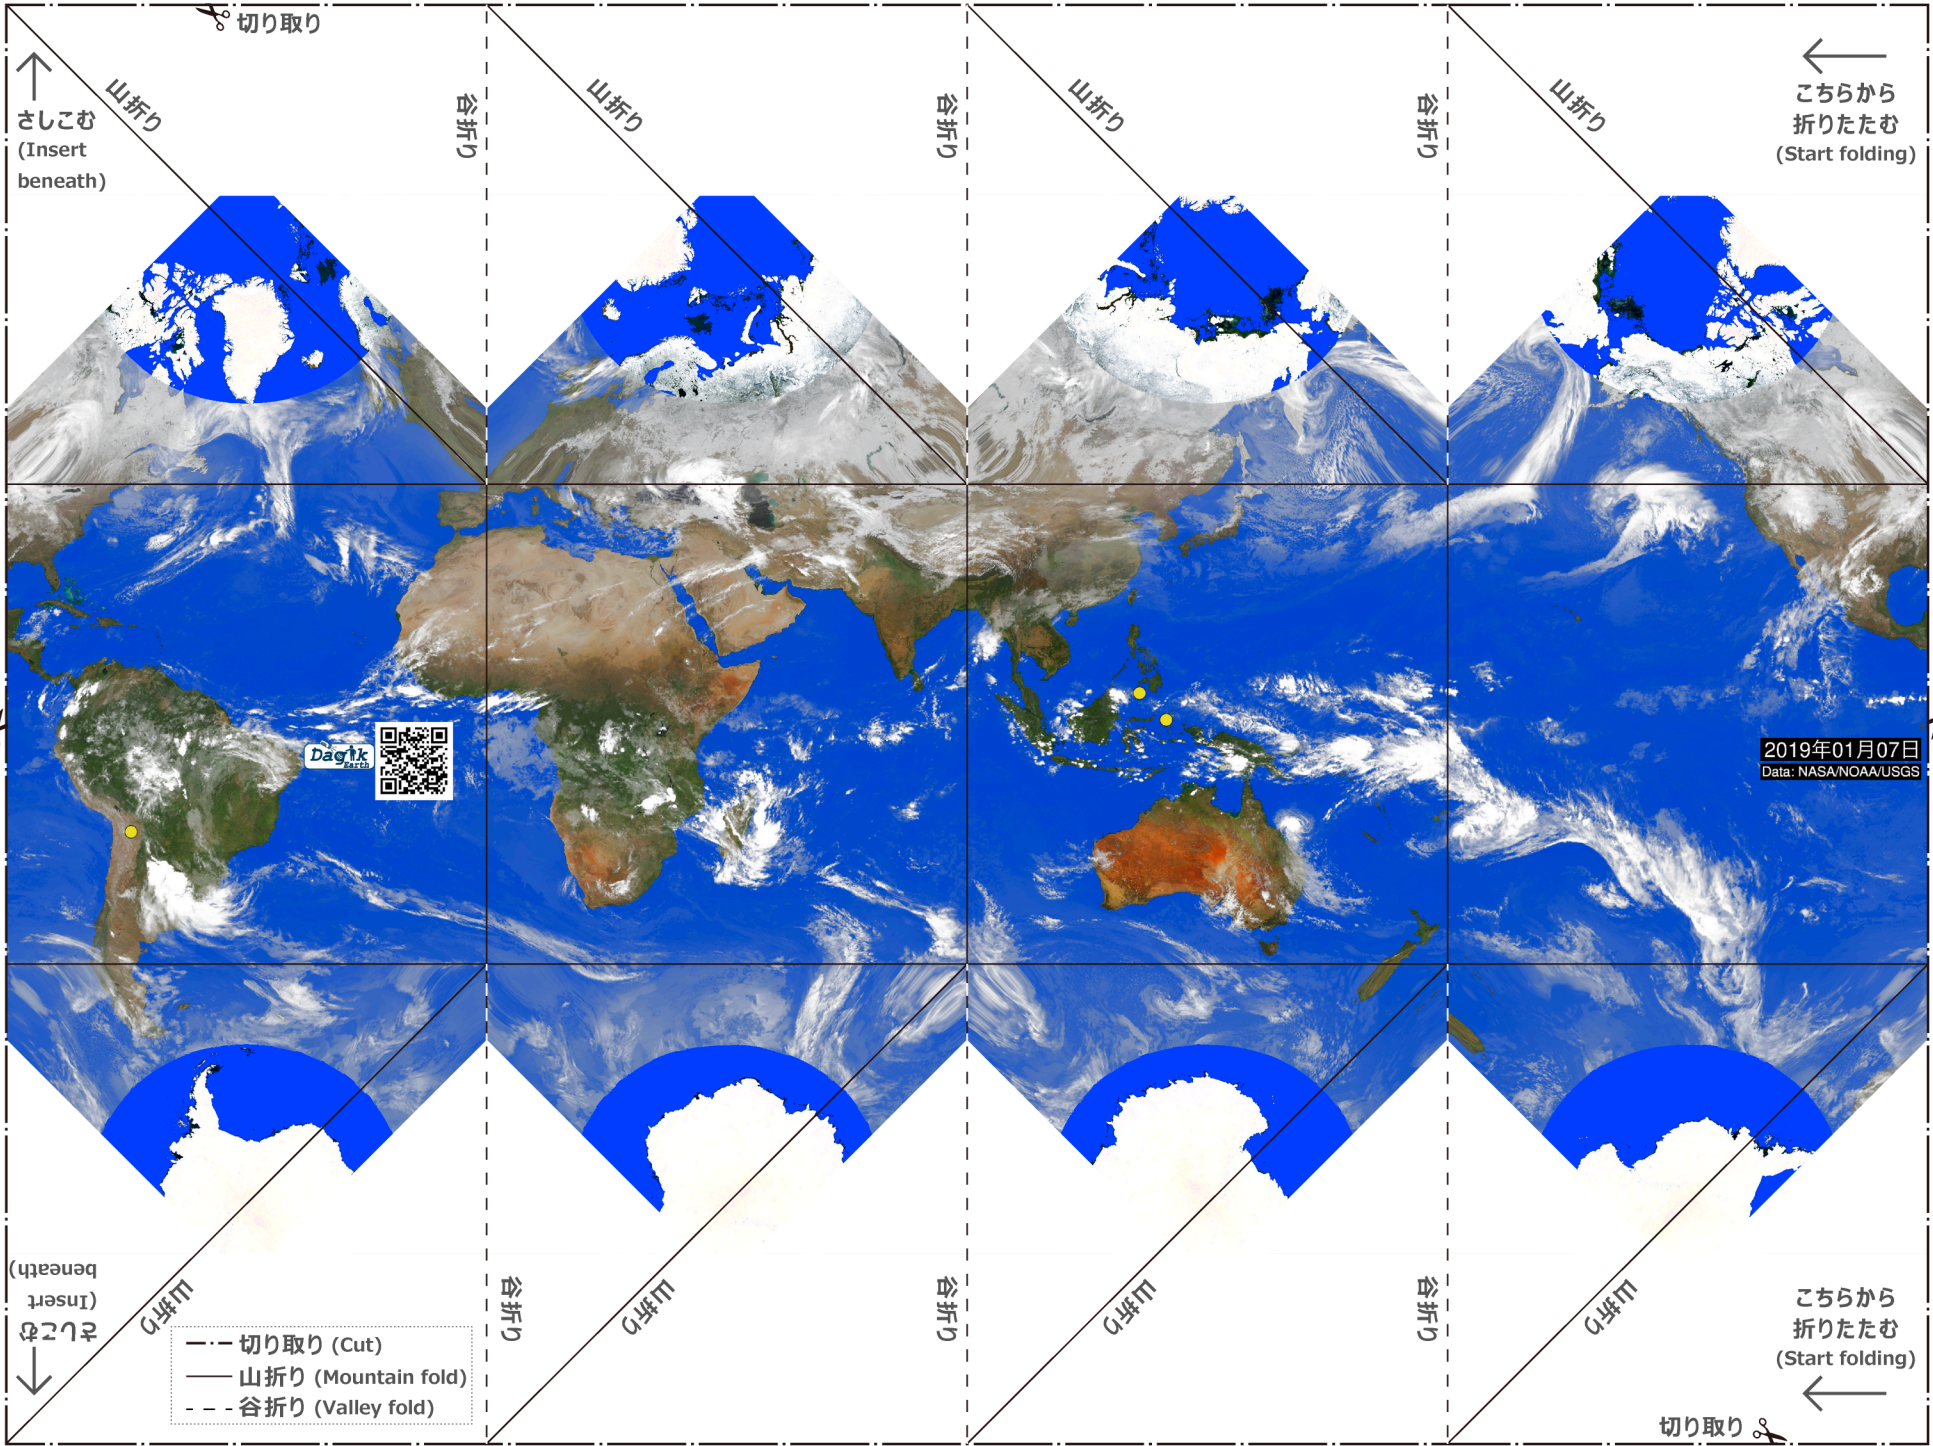 切り取り
さしこむ
(Insert
beneath)
山折り
谷折り
山折り
谷折り
山折り
谷折り
山折り
こちらから
折りたたむ
(Start folding)
Dagik
Earth
2019年01月07日
Data: NASA/NOAA/USGS
さしこむ
(Insert
beneath)
山折り
谷折り
山折り
谷折り
山折り
谷折り
山折り
こちらから
折りたたむ
(Start folding)
切り取り (Cut)
山折り (Mountain fold)
谷折り (Valley fold)
切り取り